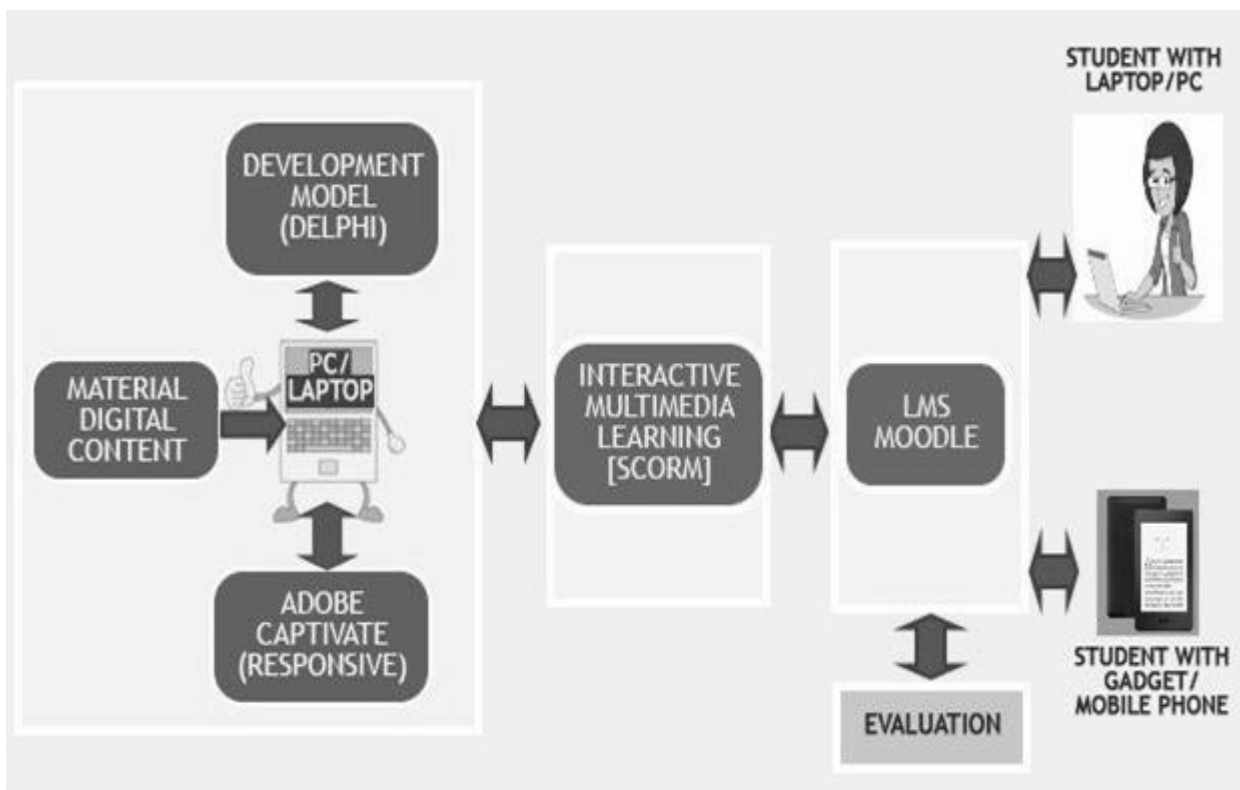 STUDENT WITH
LAPTOP/PC
DEVELOPMENT
MODEL
(DELPHI)
PC/
LAPTOP
MATERIAL
DIGITAL
CONTENT
INTERACTIVE
MULTIMEDIA
LEARNING
[SCORM]
LMS
MOODLE
ADOBE
CAPTIVATE
(RESPONSIVE)
STUDENT WITH
GADGET/
MOBILE PHONE
EVALUATION